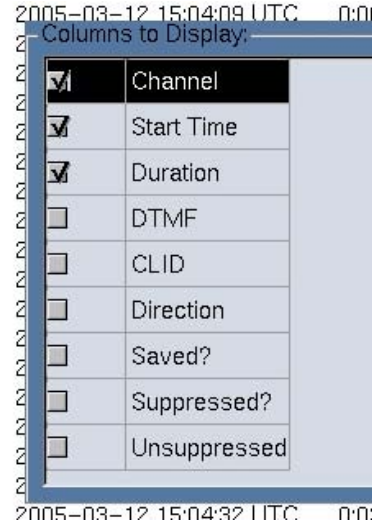 2005-03-12 15:04:09 UTC
Columns to Display:
Channel
Start Time
Duration
DTMF
CLID
Direction
Saved?
Suppressed?
Unsuppressed
2005-03-12 15:04:32 UTC